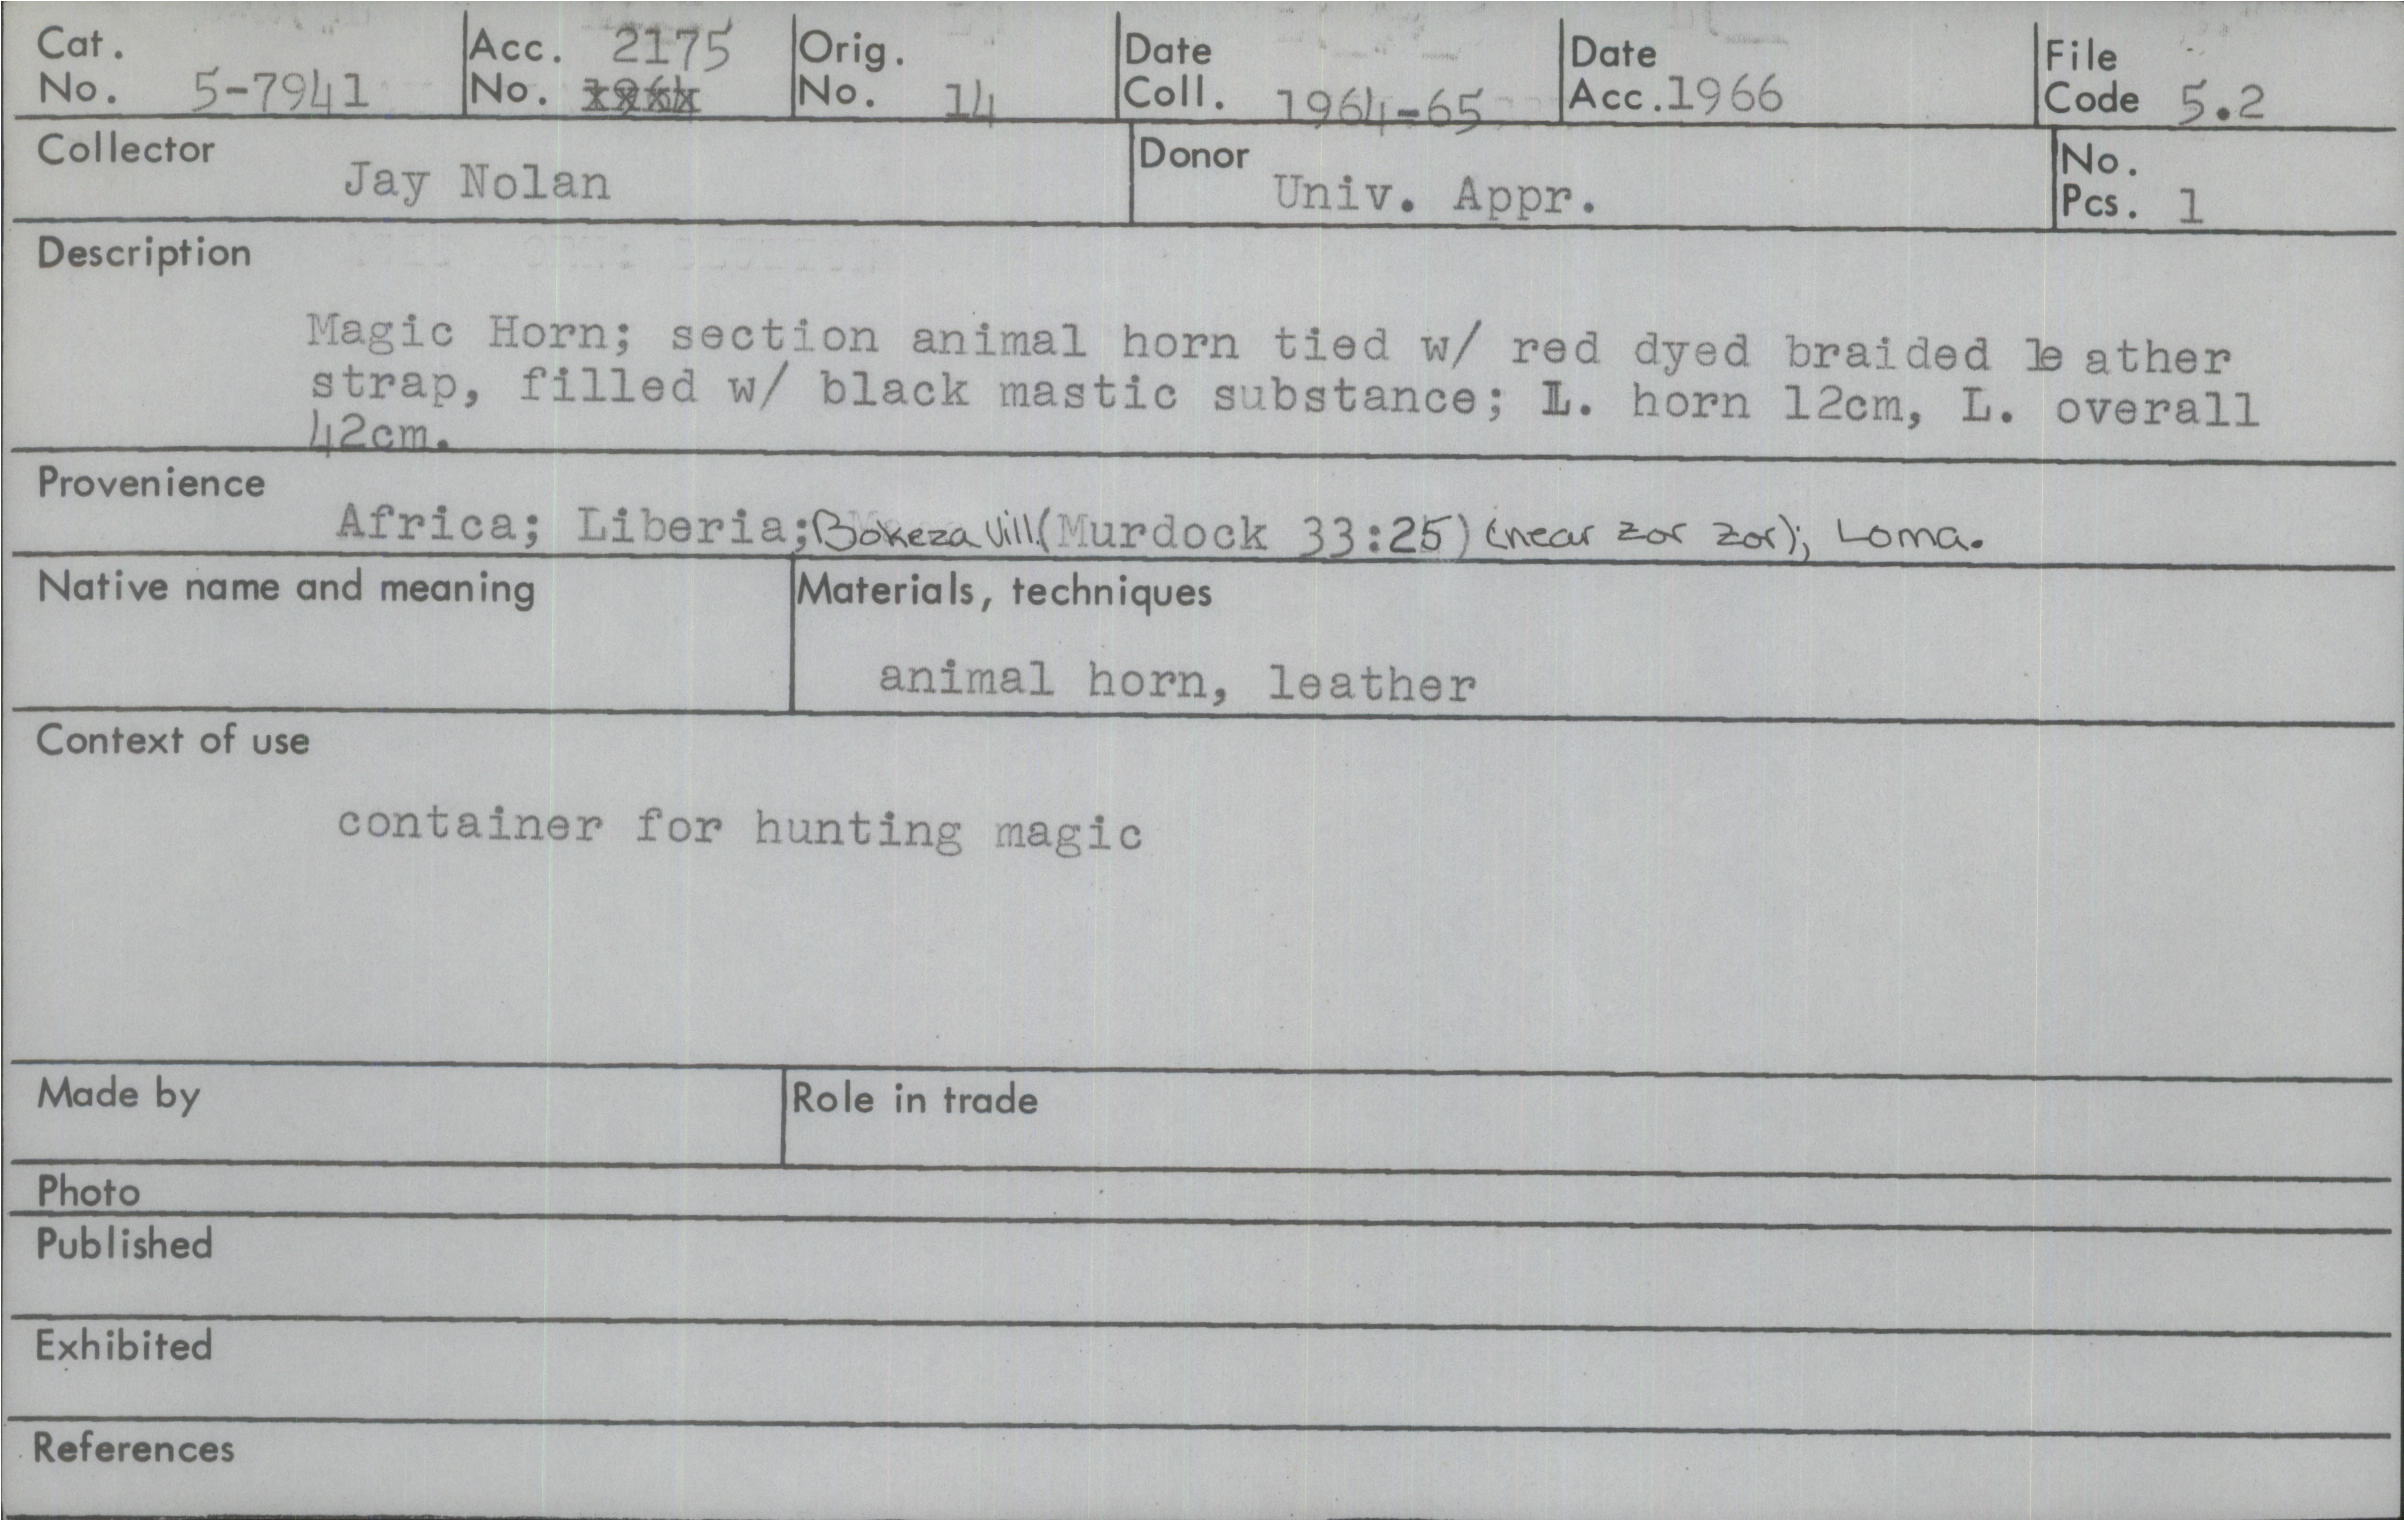 Cat. No. 5-7941
Acc. No. 2175
Orig. No. 14
Date Coll. 1964-65
Date Acc. 1966
File Code 5.2
Collector Jay Nolan
Donor Univ. Appr.
No. Pcs. 1
Description
Magic Horn; section animal horn tied w/ red dyed braided le ather
strap, filled w/ black mastic substance; L. horn 12cm, L. overall
42cm.
Provenience
Africa; Liberia; Bokeza Vill. (Murdock 33:25) (near zor zor); Loma.
Native name and meaning
Materials, techniques
animal horn, leather
Context of use
container for hunting magic
Made by
Role in trade
Photo
Published
Exhibited
References